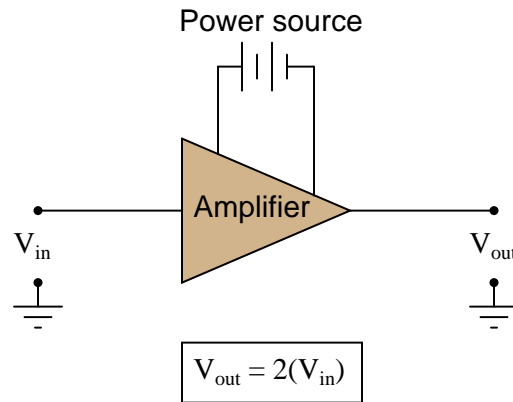 Power source
Amplifier
V_in
V_out
V_out = 2(V_in)